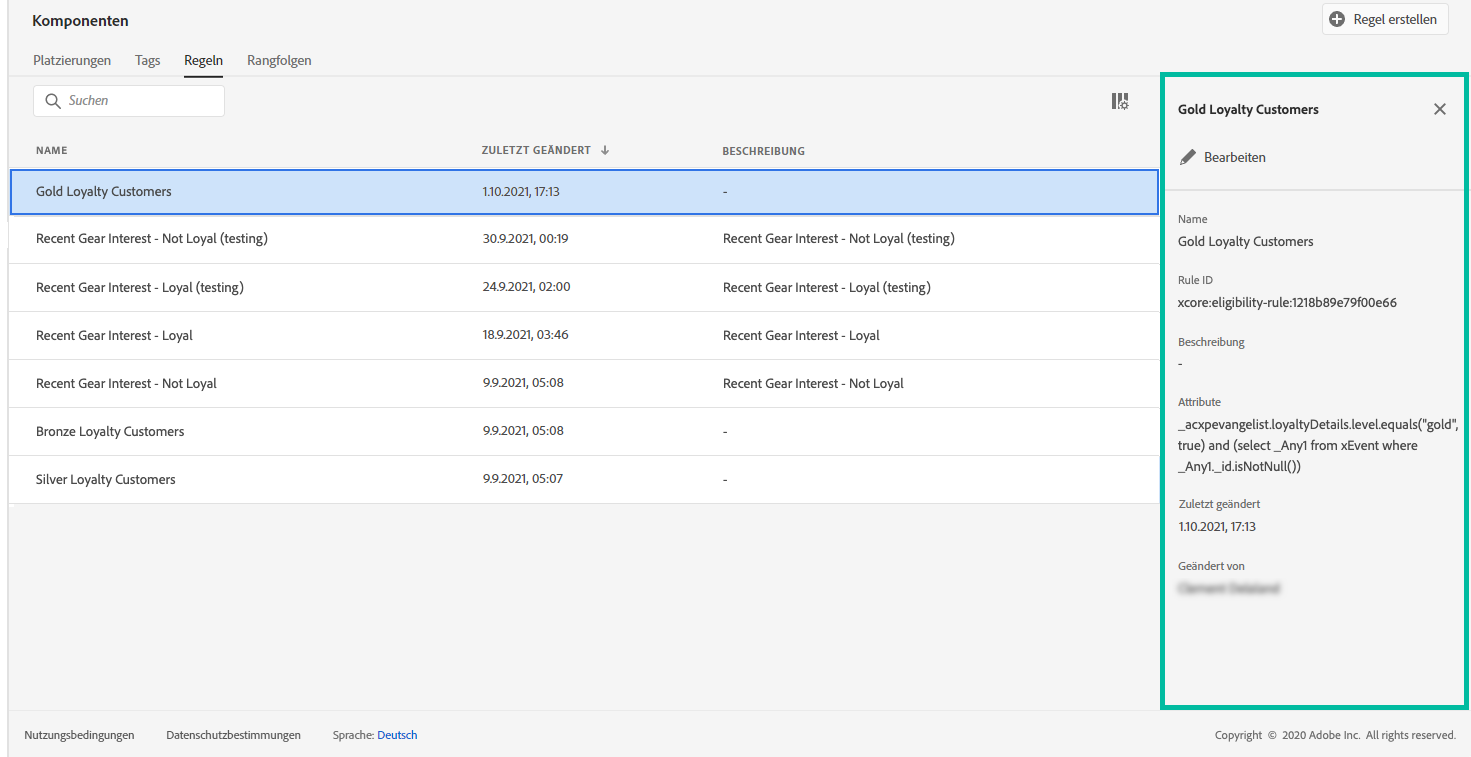 Komponenten
Regel erstellen
Platzierungen Tags Regeln Rangfolgen
Suchen
NAME ZULETZT GEÄNDERT ↓ BESCHREIBUNG
Gold Loyalty Customers 1.10.2021, 17:13 -
Recent Gear Interest - Not Loyal (testing) 30.9.2021, 00:19 Recent Gear Interest - Not Loyal (testing)
Recent Gear Interest - Loyal (testing) 24.9.2021, 02:00 Recent Gear Interest - Loyal (testing)
Recent Gear Interest - Loyal 18.9.2021, 03:46 Recent Gear Interest - Loyal
Recent Gear Interest - Not Loyal 9.9.2021, 05:08 Recent Gear Interest - Not Loyal
Bronze Loyalty Customers 9.9.2021, 05:08 -
Silver Loyalty Customers 9.9.2021, 05:07 -
Gold Loyalty Customers
Bearbeiten
Name
Gold Loyalty Customers
Rule ID
xcore:eligibility-rule:1218b89e79f00e66
Beschreibung
-
Attribute
_acxpevangelist.loyaltyDetails.level.equals("gold",
true) and (select _Any1 from xEvent where
_Any1._id.isNotNull())
Zuletzt geändert
1.10.2021, 17:13
Geändert von
Nutzungsbedingungen Datenschutzbestimmungen Sprache: Deutsch Copyright © 2020 Adobe Inc. All rights reserved.